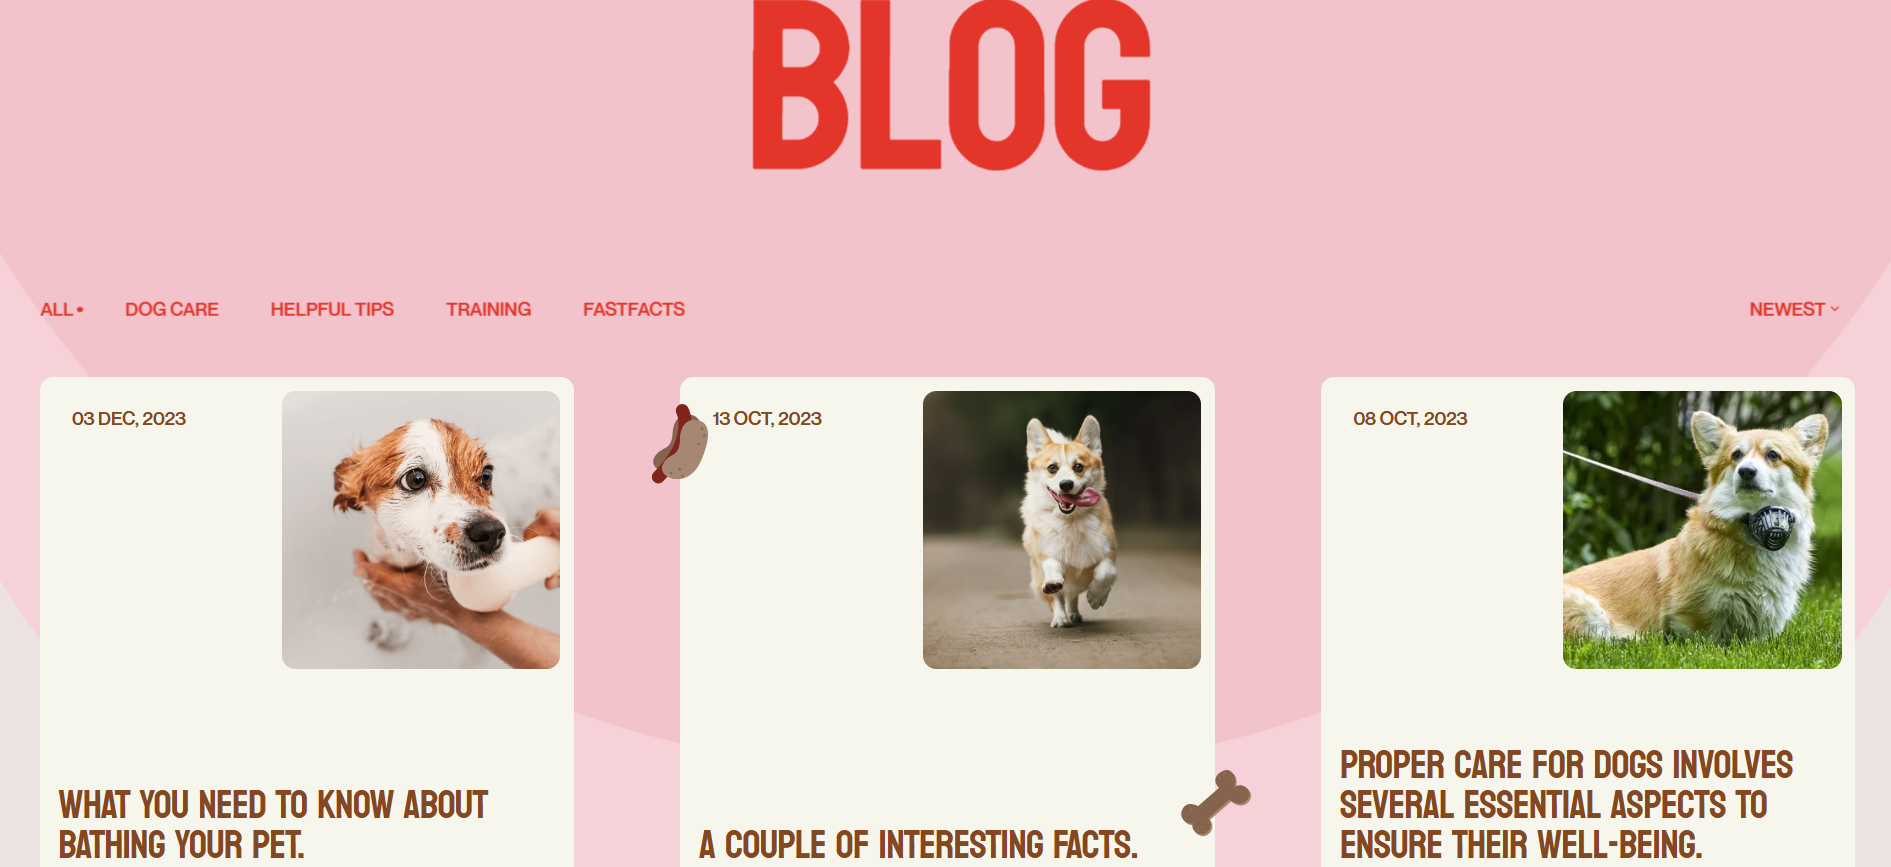 BLOG
ALL •
DOG CARE
HELPFUL TIPS
TRAINING
FASTFACTS
NEWEST
03 DEC, 2023
WHAT YOU NEED TO KNOW ABOUT
BATHING YOUR PET.
13 OCT, 2023
A COUPLE OF INTERESTING FACTS.
08 OCT, 2023
PROPER CARE FOR DOGS INVOLVES
SEVERAL ESSENTIAL ASPECTS TO
ENSURE THEIR WELL-BEING.